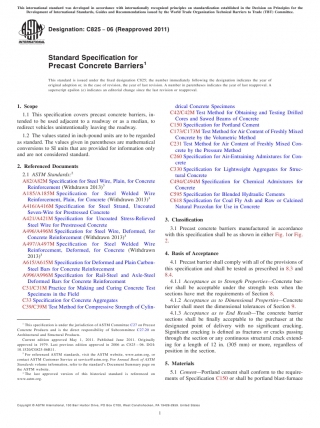 This international standard was developed in accordance with internationally recognized principles on standardization established in the Decision on Principles for the
Development of International Standards, Guides and Recommendations issued by the World Trade Organization Technical Barriers to Trade (TBT) Committee.
Designation: C825 − 06 (Reapproved 2011)
INTERNATIONAL
Standard Specification for
Precast Concrete Barriers1
This standard is issued under the fixed designation C825; the number immediately following the designation indicates the year of
original adoption or, in the case of revision, the year of last revision. A number in parentheses indicates the year of last reapproval. A
superscript epsilon (ε) indicates an editorial change since the last revision or reapproval.
1. Scope
1.1 This specification covers precast concrete barriers, in-
tended to be used adjacent to a roadway or as a median, to
redirect vehicles unintentionally leaving the roadway.
1.2 The values stated in inch-pound units are to be regarded
as standard. The values given in parentheses are mathematical
conversions to SI units that are provided for information only
and are not considered standard.
2. Referenced Documents
2.1 ASTM Standards:2
A82/A82M Specification for Steel Wire, Plain, for Concrete
Reinforcement (Withdrawn 2013)3
A185/A185M Specification for Steel Welded Wire
Reinforcement, Plain, for Concrete (Withdrawn 2013)3
A416/A416M Specification for Steel Strand, Uncoated
Seven-Wire for Prestressed Concrete
A421/A421M Specification for Uncoated Stress-Relieved
Steel Wire for Prestressed Concrete
A496/A496M Specification for Steel Wire, Deformed, for
Concrete Reinforcement (Withdrawn 2013)3
A497/A497M Specification for Steel Welded Wire
Reinforcement, Deformed, for Concrete (Withdrawn
2013)3
A615/A615M Specification for Deformed and Plain Carbon-
Steel Bars for Concrete Reinforcement
A996/A996M Specification for Rail-Steel and Axle-Steel
Deformed Bars for Concrete Reinforcement
C31/C31M Practice for Making and Curing Concrete Test
Specimens in the Field
C33 Specification for Concrete Aggregates
C39/C39M Test Method for Compressive Strength of Cylin-
1 This specification is under the jurisdiction of ASTM Committee C27 on Precast
Concrete Products and is the direct responsibility of Subcommittee C27.20 on
Architectural and Structural Products.
Current edition approved May 1, 2011. Published June 2011. Originally
approved in 1976. Last previous edition approved in 2006 as C825 – 06. DOI:
2 For referenced ASTM standards, visit the ASTM website, www.astm.org, or
contact ASTM Customer Service at service@astm.org. For Annual Book of ASTM
Standards volume information, refer to the standard's Document Summary page on
the ASTM website.
3 The last approved version of this historical standard is referenced on
www.astm.org.
drical Concrete Specimens
C42/C42M Test Method for Obtaining and Testing Drilled
Cores and Sawed Beams of Concrete
C150 Specification for Portland Cement
C173/C173M Test Method for Air Content of Freshly Mixed
Concrete by the Volumetric Method
C231 Test Method for Air Content of Freshly Mixed Con-
crete by the Pressure Method
C260 Specification for Air-Entraining Admixtures for Con-
crete
C330 Specification for Lightweight Aggregates for Struc-
tural Concrete
C494/C494M Specification for Chemical Admixtures for
Concrete
C595 Specification for Blended Hydraulic Cements
C618 Specification for Coal Fly Ash and Raw or Calcined
Natural Pozzolan for Use in Concrete
3. Classification
3.1 Precast concrete barriers manufactured in accordance
with this specification shall be as shown in either Fig. 1or Fig.
2.
4. Basis of Acceptance
4.1 Precast barrier shall comply with all of the provisions of
this specification and shall be tested as prescribed in 8.3 and
8.4.
4.1.1 Acceptance as to Strength Properties—Concrete bar-
rier shall be acceptable under the strength tests when the
cylinders have met the requirements of Section 8.
4.1.2 Acceptance as to Dimensional Properties—Concrete
barrier shall meet the dimensional tolerances of Section 9.
4.1.3 Acceptance as to End Result—The concrete barrier
sections shall be finally acceptable to the purchaser at the
designated point of delivery with no significant cracking.
Significant cracking is defined as fractures or cracks passing
through the section or any continuous structural crack extend-
ing for a length of 12 in. (305 mm) or more, regardless of
position in the section.
5. Materials
5.1 Cement—Portland cement shall conform to the require-
ments of Specification C150 or shall be portland blast-furnace
Copyright © ASTM International, 100 Barr Harbor Drive, PO Box C700, West Conshohocken, PA 19428-2959. United States
1